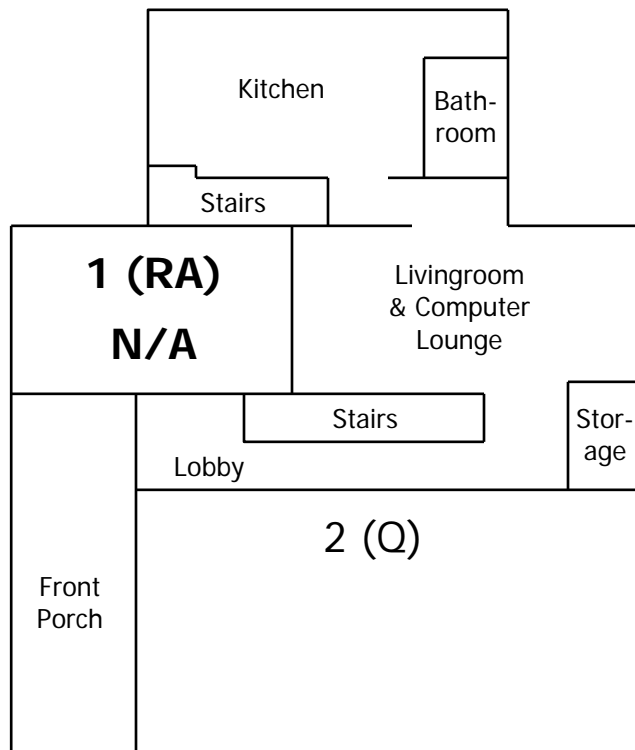 Kitchen
Bath-
room
Stairs
1 (RA)
N/A
Livingroom
& Computer
Lounge
Stairs
Stor-
age
Lobby
2 (Q)
Front
Porch